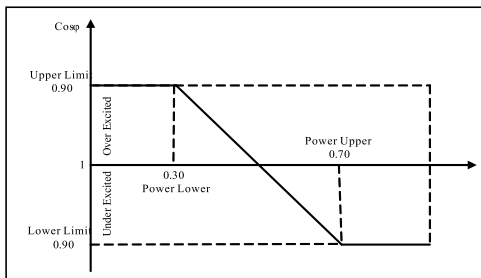 Cosφ
Upper Limit
0.90
Over Excited
Power Upper
0.70
1
0.30
Power Lower
Under Excited
Lower Limit
0.90